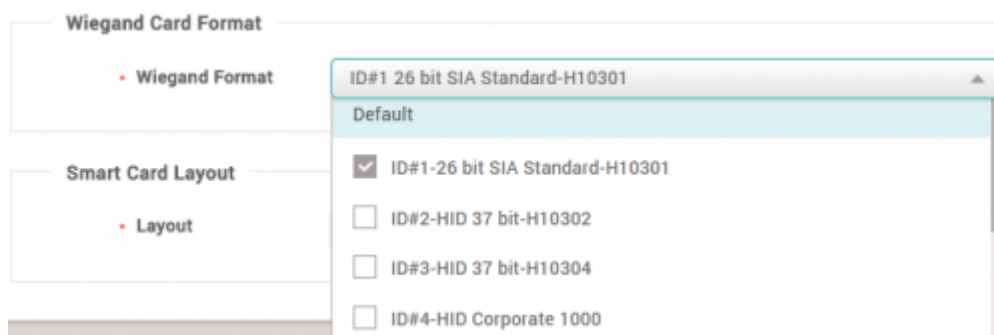 Wiegand Card Format
• Wiegand Format
ID#1 26 bit SIA Standard-H10301
Default
ID#1-26 bit SIA Standard-H10301
Smart Card Layout
ID#2-HID 37 bit-H10302
• Layout
ID#3-HID 37 bit-H10304
ID#4-HID Corporate 1000